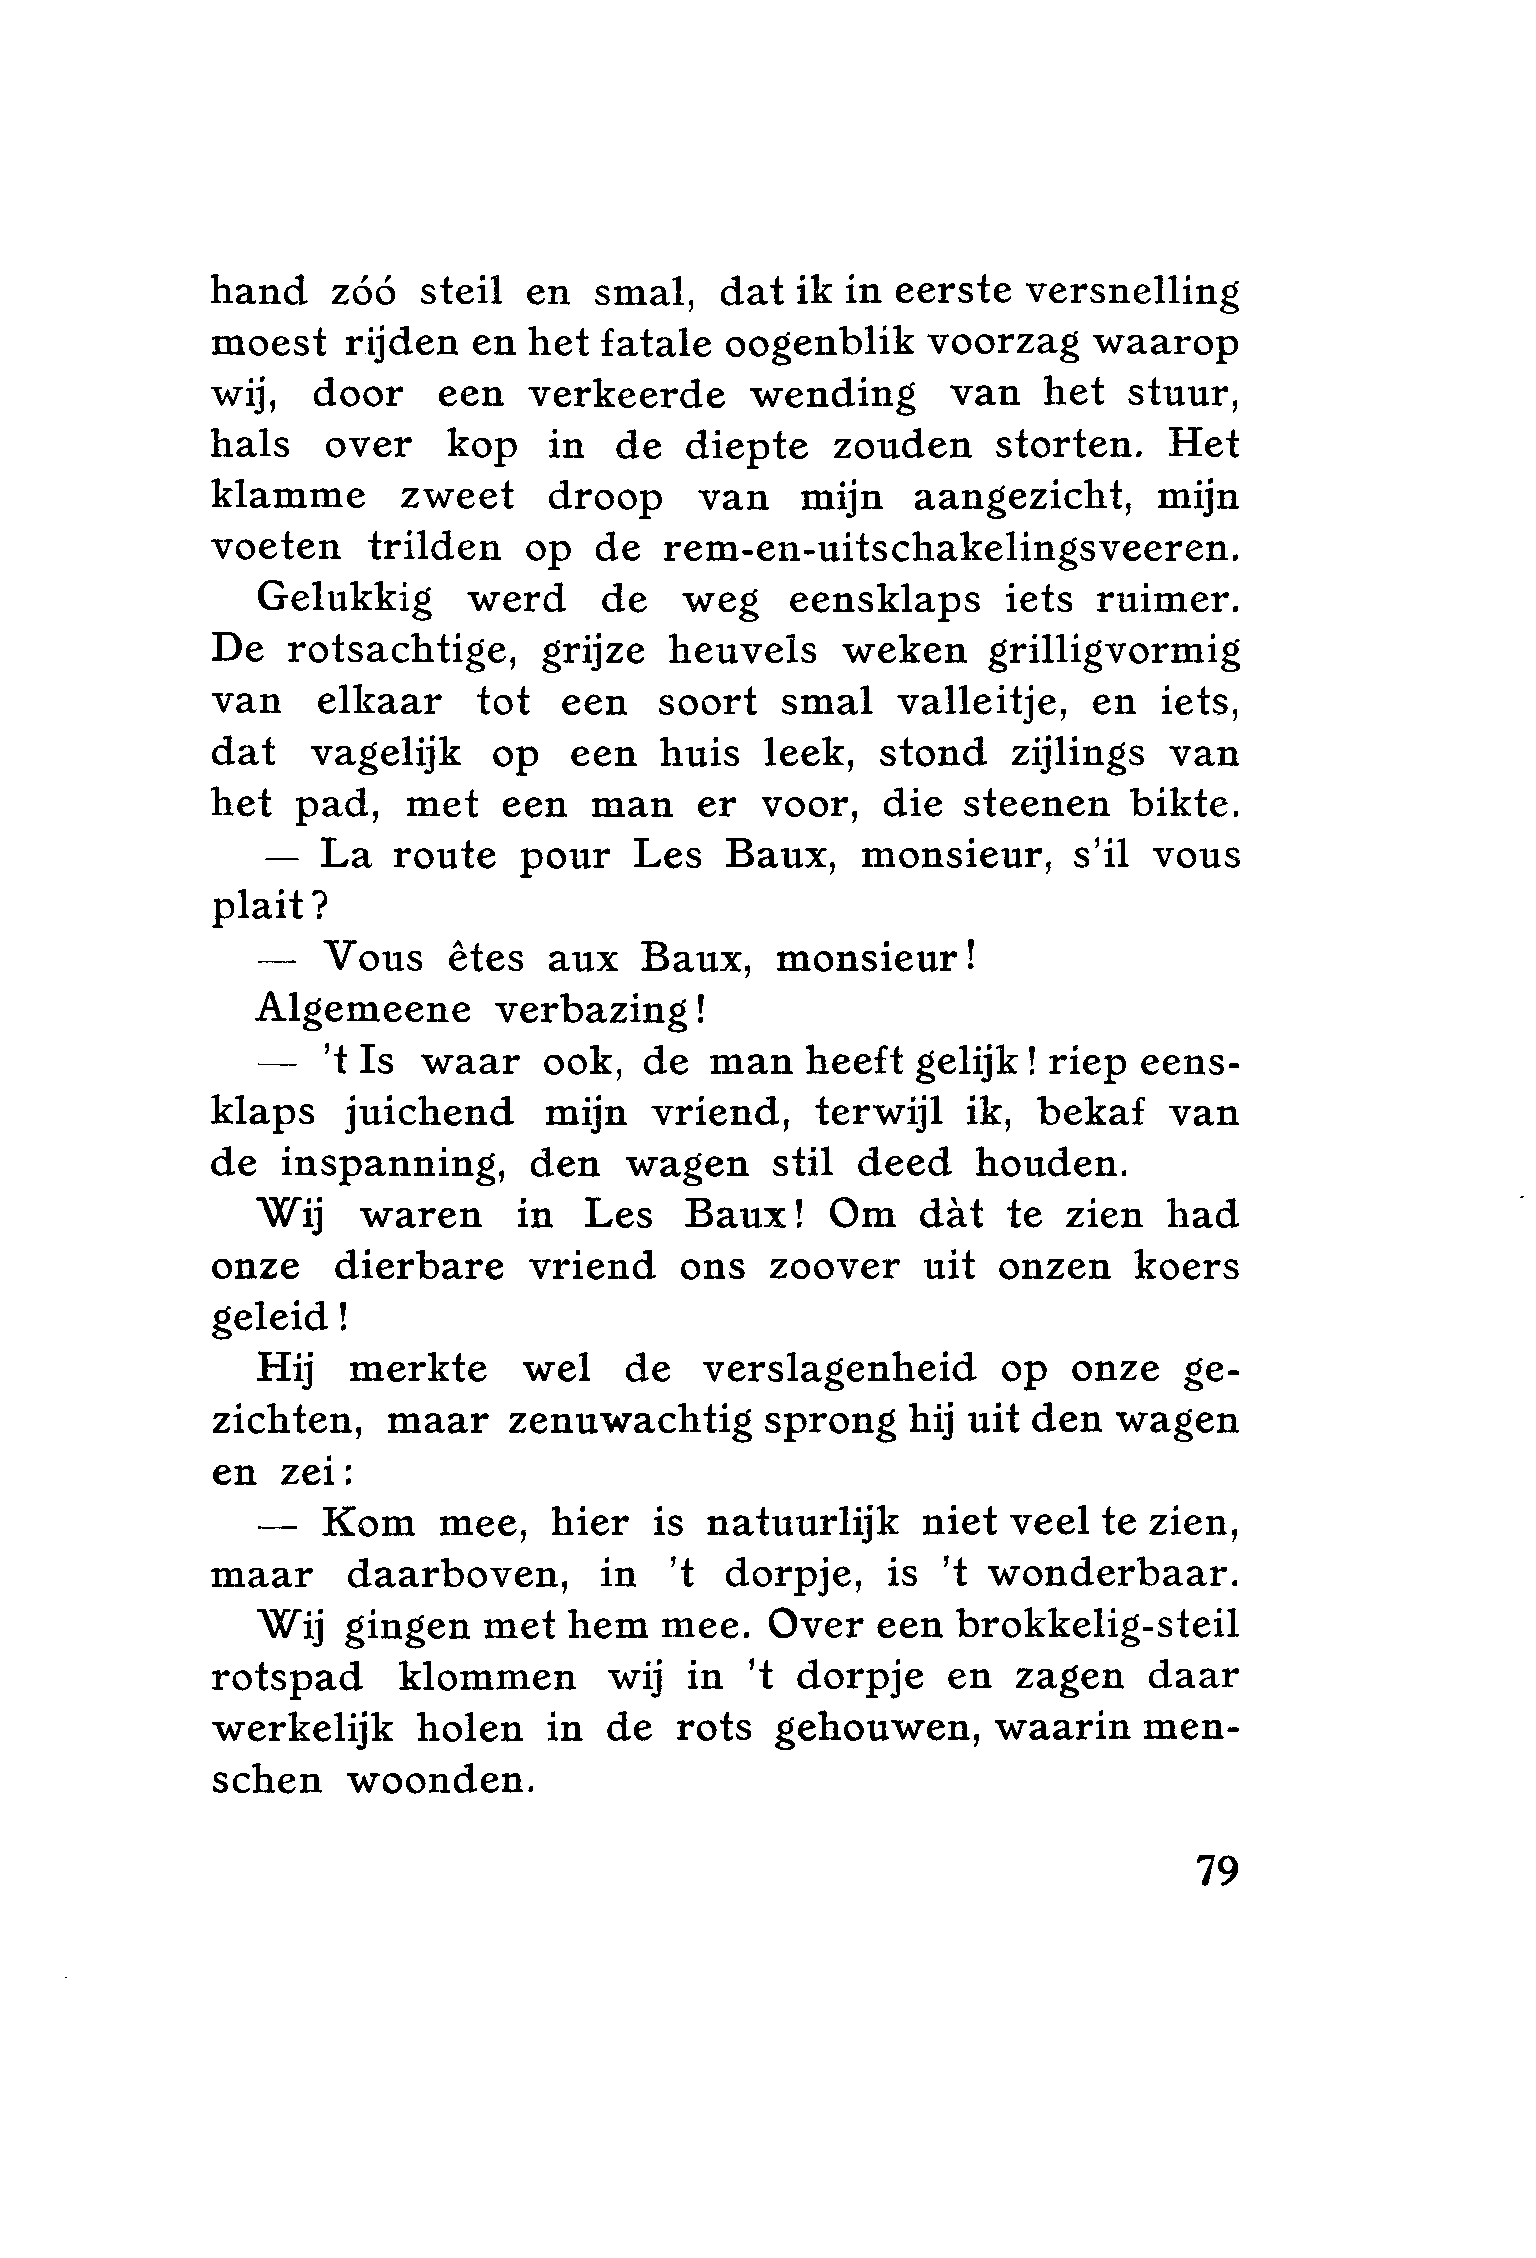 hand zóó steil en smal, dat ik in eerste versnelling
moest rijden en het fatale oogenblik voorzag waarop
wij, door een verkeerde wending van het stuur,
hals over kop in de diepte zouden storten. Het
klamme zweet droop van mijn aangezicht, mijn
voeten trilden op de rem-en-uitschakelingsveeren.
Gelukkig werd de weg eensklaps iets ruimer.
De rotsachtige, grijze heuvels weken grilligvormig
van elkaar tot een soort smal valleitje, en iets,
dat vagelijk op een huis leek, stond zijlings van
het pad, met een man er voor, die steenen bikte.
— La route pour Les Baux, monsieur, s'il vous
plait?
— Vous êtes aux Baux, monsieur!
Algemeene verbazing!
— 't Is waar ook, de man heeft gelijk! riep eens-
klaps juichend mijn vriend, terwijl ik, bekaf van
de inspanning, den wagen stil deed houden.
Wij waren in Les Baux! Om dàt te zien had
onze dierbare vriend ons zoover uit onzen koers
geleid!
Hij merkte wel de verslagenheid op onze ge-
zichten, maar zenuwachtig sprong hij uit den wagen
en zei:
— Kom mee, hier is natuurlijk niet veel te zien,
maar daarboven, in 't dorpje, is 't wonderbaar.
Wij gingen met hem mee. Over een brokkelig-steil
rotspad klommen wij in 't dorpje en zagen daar
werkelijk holen in de rots gehouwen, waarin men-
schen woonden.
79